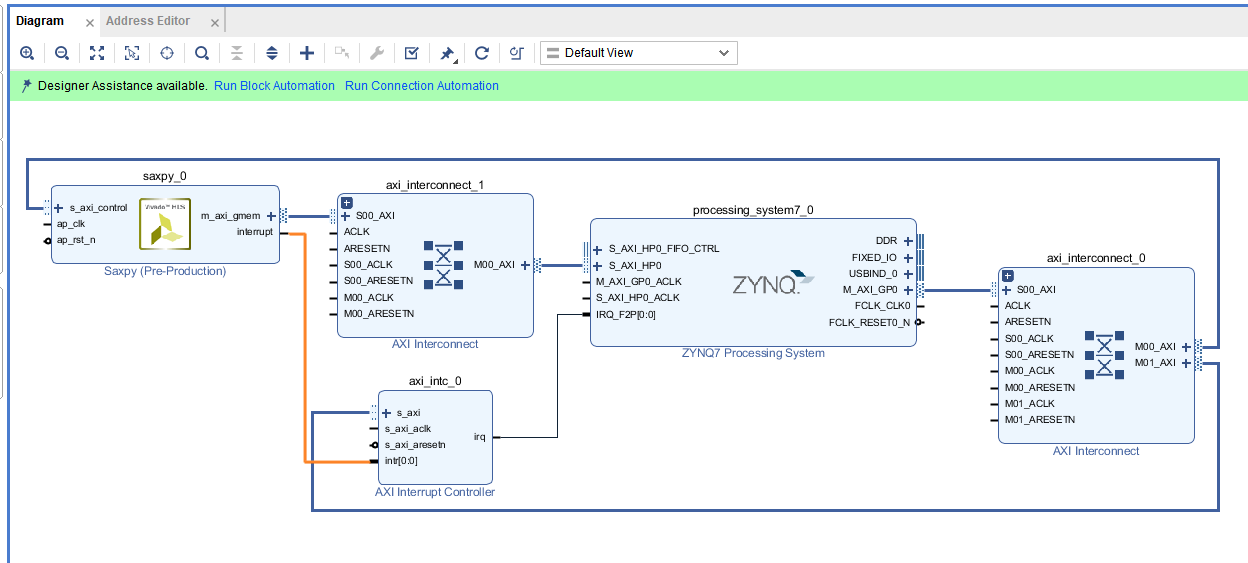 Diagram
Address Editor
Default View
Designer Assistance available. Run Block Automation Run Connection Automation
saxpy_0
s_axi_control
ap_clk
ap_rst_n
Vivado™ HLS
m_axi_gmem
interrupt
Saxpy (Pre-Production)
axi_interconnect_1
S00_AXI
ACLK
ARESETN
S00_ACLK
S00_ARESETN
M00_ACLK
M00_ARESETN
M00_AXI
AXI Interconnect
axi_intc_0
s_axi
s_axi_aclk
s_axi_aresetn
intr[0:0]
irq
AXI Interrupt Controller
processing_system7_0
S_AXI_HP0_FIFO_CTRL
S_AXI_HP0
M_AXI_GP0_ACLK
S_AXI_HP0_ACLK
IRQ_F2P[0:0]
ZYNQ
DDR
FIXED_IO
USBIND_0
M_AXI_GP0
FCLK_CLK0
FCLK_RESET0_N
ZYNQ7 Processing System
axi_interconnect_0
S00_AXI
ACLK
ARESETN
S00_ACLK
S00_ARESETN
M00_ACLK
M00_ARESETN
M01_ACLK
M01_ARESETN
M00_AXI
M01_AXI
AXI Interconnect